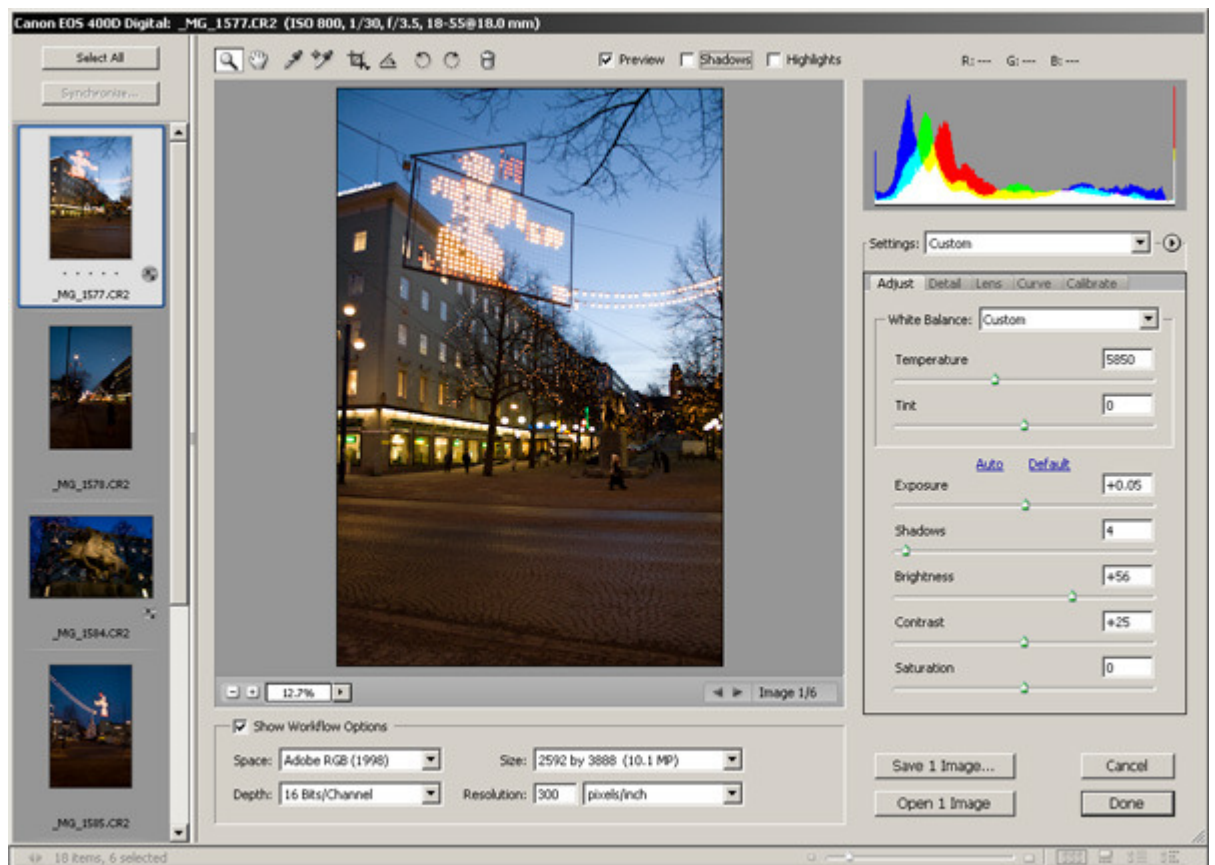 Canon EOS 400D Digital: _MG_1577.CR2 (ISO 800, 1/30, f/3.5, 18-55@18.0 mm)
Select All
Synchronize...
_MG_1577.CR2
_MG_1578.CR2
_MG_1584.CR2
_MG_1585.CR2
Preview Shadows Highlights
R: --- G: --- B: ---
12.7%
Image 1/6
Show Workflow Options
Space: Adobe RGB (1998) Size: 2592 by 3888 (10.1 MP)
Depth: 16 Bits/Channel Resolution: 300 pixels/inch
Settings: Custom
Adjust Detail Lens Curve Calibrate
White Balance: Custom
Temperature 5850
Tint 0
Auto Default
Exposure +0.05
Shadows 4
Brightness +56
Contrast +25
Saturation 0
Save 1 Image... Cancel
Open 1 Image Done
18 items, 6 selected